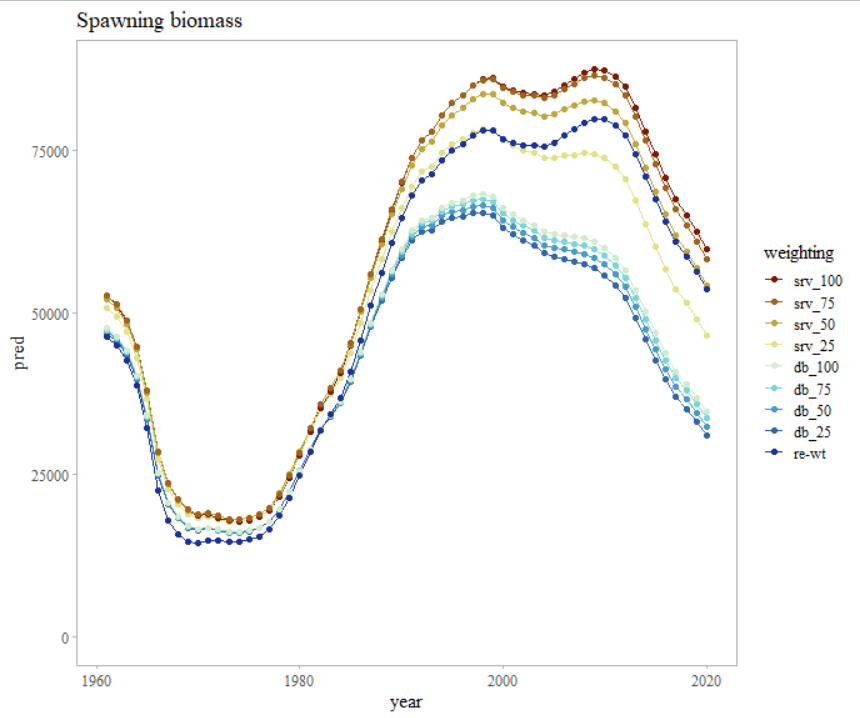 Spawning biomass
75000
50000
25000
0
pred
1960 1980 2000 2020
year
weighting
srv_100
srv_75
srv_50
srv_25
db_100
db_75
db_50
db_25
re-wt